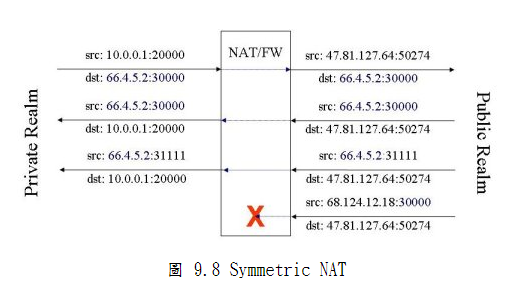 src: 10.0.0.1:20000
NAT/FW
src: 47.81.127.64:50274
dst: 66.4.5.2:30000
dst: 66.4.5.2:30000
src: 66.4.5.2:30000
src: 66.4.5.2:30000
dst: 10.0.0.1:20000
dst: 47.81.127.64:50274
src: 66.4.5.2:31111
src: 66.4.5.2:31111
dst: 10.0.0.1:20000
dst: 47.81.127.64:50274
src: 68.124.12.18:30000
X
dst: 47.81.127.64:50274
Private Realm
Public Realm
圖 9.8 Symmetric NAT